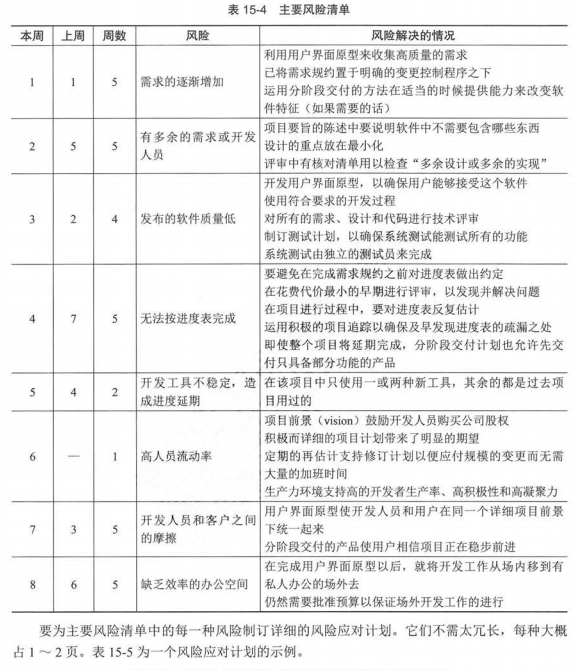 表 15-4 主要风险清单
本周 上周 周数 风险 风险解决的情况
1 1 5 需求的逐渐增加
利用用户界面原型来收集高质量的需求
已将需求规约置于明确的变更控制程序之下
运用分阶段交付的方法在适当的时候提供能力来改变软
件特征（如果需要的话）
2 5 5 有多余的需求或开发
人员
项目要旨的陈述中要说明软件中不需要包含哪些东西
设计的重点放在最小化
评审中有核对清单用以检查“多余设计或多余的实现”
3 2 4 发布的软件质量低
开发用户界面原型，以确保用户能够接受这个软件
使用符合要求的开发过程
对所有的需求、设计和代码进行技术评审
制订测试计划，以确保系统测试能测试所有的功能
系统测试由独立的测试员来完成
4 7 5 无法按进度表完成
要避免在完成需求规约之前对进度表做出约定
在花费代价最小的早期进行评审，以发现并解决问题
在项目进行过程中，要对进度表反复估计
运用积极的项目追踪以确保及早发现进度表的疏漏之处
即使整个项目将延期完成，分阶段交付计划也允许先交
付只具备部分功能的产品
5 4 2 开发工具不稳定，造
成进度延期
在该项目中只使用一或两种新工具，其余的都是过去项
目用过的
6 — 1 高人员流动率
项目前景（vision）鼓励开发人员购买公司股权
积极而详细的项目计划带来了明显的期望
定期的再估计支持修订计划以便应付规模的变更而无需
大量的加班时间
生产力环境支持高的开发者生产率、高积极性和高凝聚力
7 3 5 开发人员和客户之间
的摩擦
用户界面原型使开发人员和用户在同一个详细项目前景
下统一起来
分阶段交付的产品使用户相信项目正在稳步前进
8 6 5 缺乏效率的办公空间
在完成用户界面原型以后，就将开发工作从场内移到有
私人办公的场外去
仍然需要批准预算以保证场外开发工作的进行
要为主要风险清单中的每一种风险制订详细的风险应对计划。它们不需太冗长，每种大概
占 1～2 页。表 15-5 为一个风险应对计划的示例。